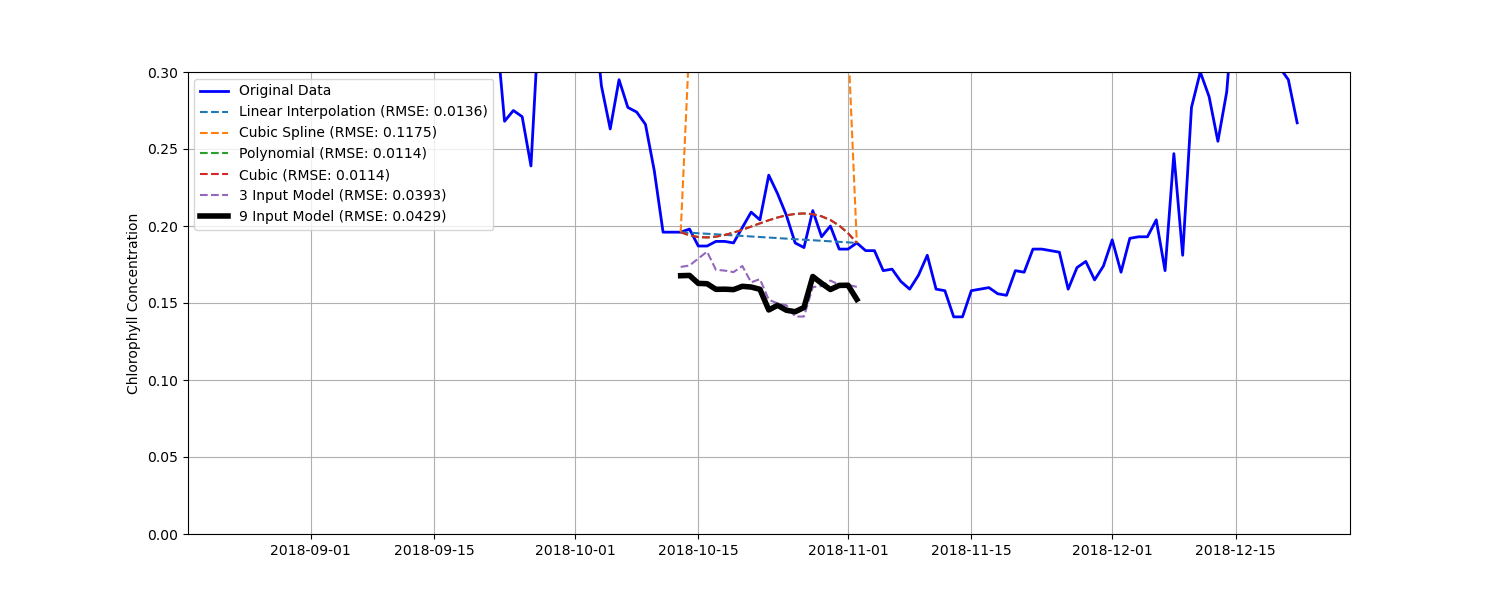 Original Data
Linear Interpolation (RMSE: 0.0136)
Cubic Spline (RMSE: 0.1175)
Polynomial (RMSE: 0.0114)
Cubic (RMSE: 0.0114)
3 Input Model (RMSE: 0.0393)
9 Input Model (RMSE: 0.0429)
Chlorophyll Concentration
0.30
0.25
0.20
0.15
0.10
0.05
0.00
2018-09-01 2018-09-15 2018-10-01 2018-10-15 2018-11-01 2018-11-15 2018-12-01 2018-12-15